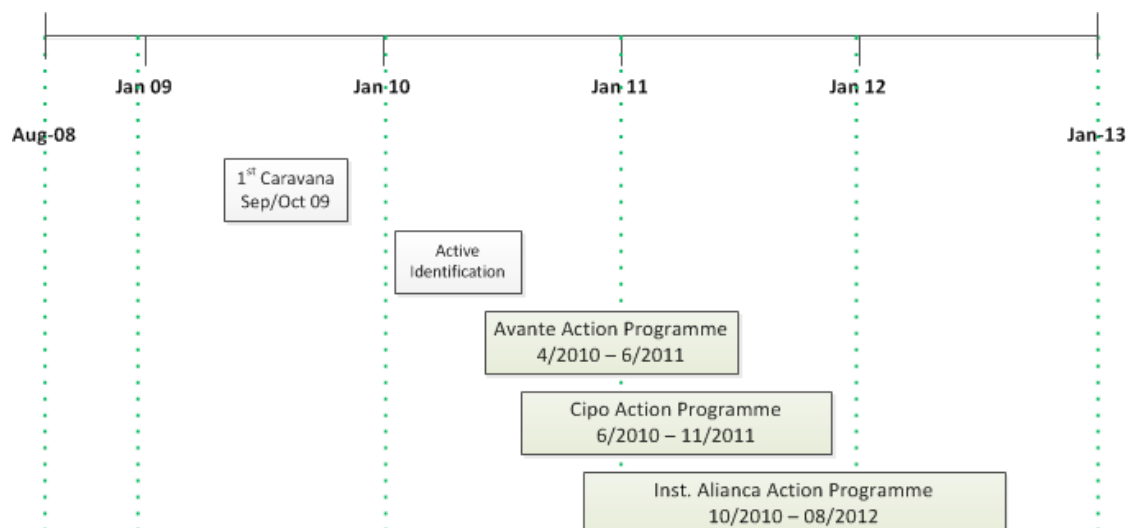 Jan 09 Jan 10 Jan 11 Jan 12
Aug-08 Jan-13
1st Caravana
Sep/Oct 09
Active
Identification
Avante Action Programme
4/2010 – 6/2011
Cipo Action Programme
6/2010 – 11/2011
Inst. Alianca Action Programme
10/2010 – 08/2012